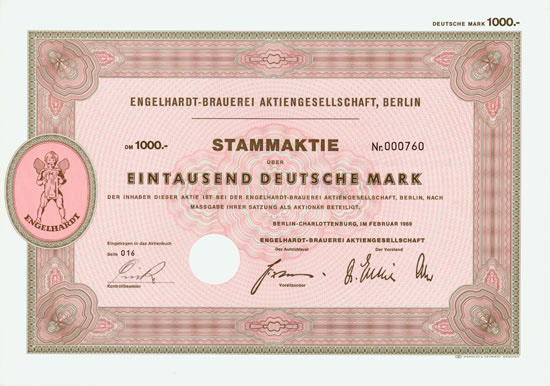 DEUTSCHE MARK 1000.-
ENGELHARDT-BRAUEREI AKTIENGESELLSCHAFT, BERLIN
DM 1000.- STAMMAKTIE Nr. 000760
ÜBER
EINTAUSEND DEUTSCHE MARK
DER INHABER DIESER AKTIE IST BEI DER ENGELHARDT-BRAUEREI AKTIENGESELLSCHAFT, BERLIN, NACH
MASSGABE IHRER SATZUNG ALS AKTIONÄR BETEILIGT.
BERLIN-CHARLOTTENBURG, IM FEBRUAR 1989
ENGELHARDT
ENGELHARDT-BRAUEREI AKTIENGESELLSCHAFT
Eingetragen in das Aktienbuch Der Aufsichtsrat Der Vorstand
Seite 016
Kontrollbeamter Vorsitzender